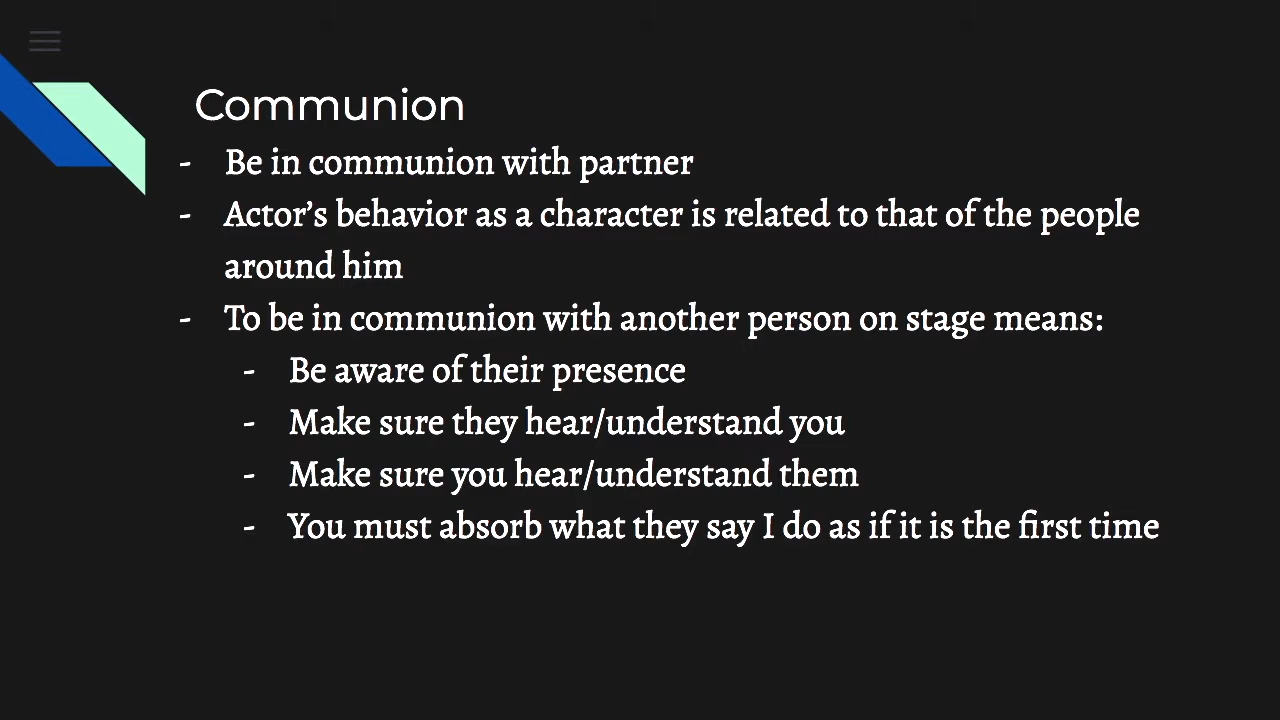 Communion
- Be in communion with partner
- Actor’s behavior as a character is related to that of the people
around him
- To be in communion with another person on stage means:
- Be aware of their presence
- Make sure they hear/understand you
- Make sure you hear/understand them
- You must absorb what they say I do as if it is the first time